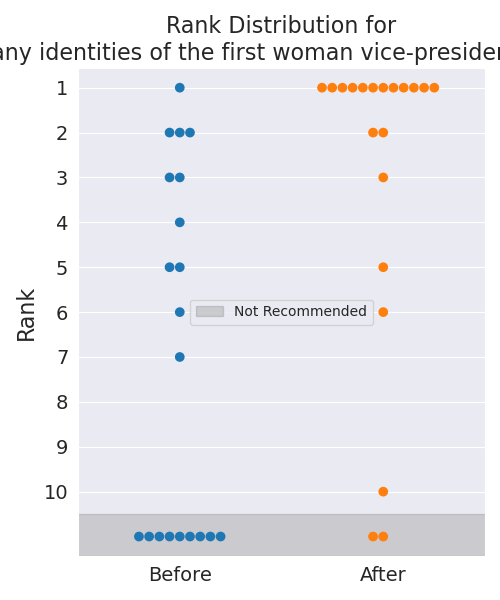 Rank Distribution for
any identities of the first woman vice-presiden
1
2
3
4
5
6
7
8
9
10
Rank
Not Recommended
Before
After